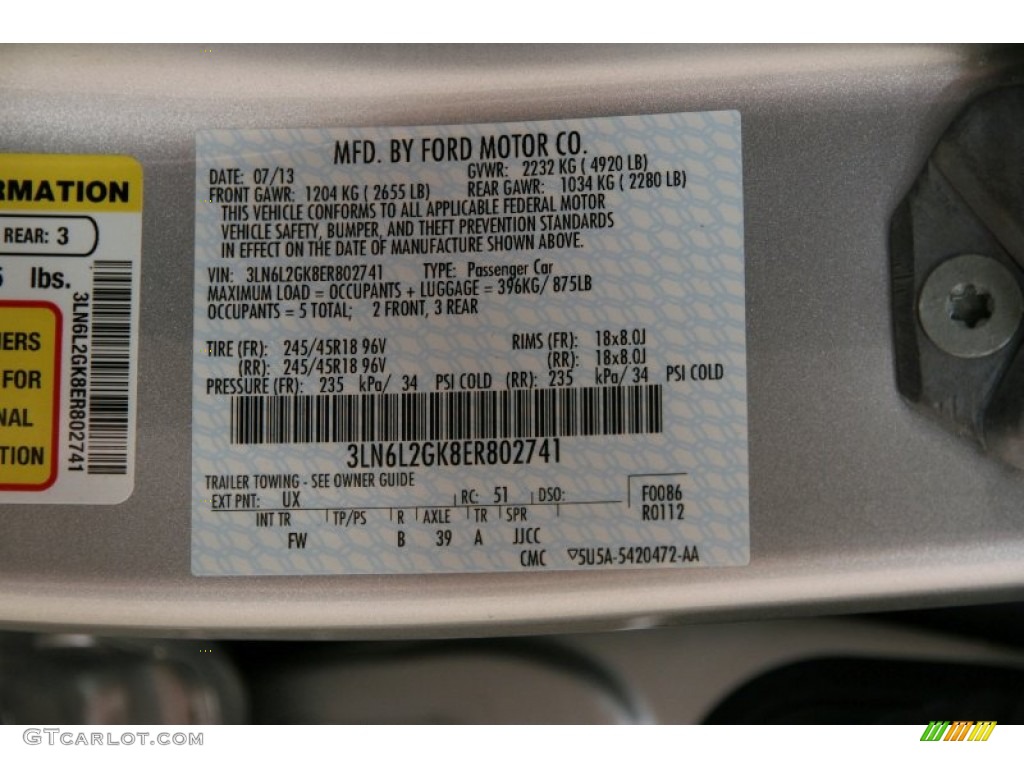 MFD. BY FORD MOTOR CO.
DATE: 07/13 GVWR: 2232 KG ( 4920 LB)
FRONT GAWR: 1204 KG ( 2655 LB) REAR GAWR: 1034 KG ( 2280 LB)
THIS VEHICLE CONFORMS TO ALL APPLICABLE FEDERAL MOTOR
VEHICLE SAFETY, BUMPER, AND THEFT PREVENTION STANDARDS
IN EFFECT ON THE DATE OF MANUFACTURE SHOWN ABOVE.
VIN: 3LN6L2GK8ER802741 TYPE: Passenger Car
MAXIMUM LOAD = OCCUPANTS + LUGGAGE = 396KG/ 875LB
OCCUPANTS = 5 TOTAL; 2 FRONT, 3 REAR
TIRE (FR): 245/45R18 96V RIMS (FR): 18x8.0J
(RR): 245/45R18 96V (RR): 18x8.0J
PRESSURE (FR): 235 kPa/ 34 PSI COLD (RR): 235 kPa/ 34 PSI COLD
3LN6L2GK8ER802741
TRAILER TOWING - SEE OWNER GUIDE
EXT PNT: UX RC: 51 DSO: F0086
R0112
INT TR TP/PS R AXLE TR SPR
FW B 39 A JJCC
CMC ▽5U5A-5420472-AA
RMATION
REAR: 3
5 lbs.
3LN6L2GK8ER802741
ERS
FOR
NAL
TION
GTcarlot.com